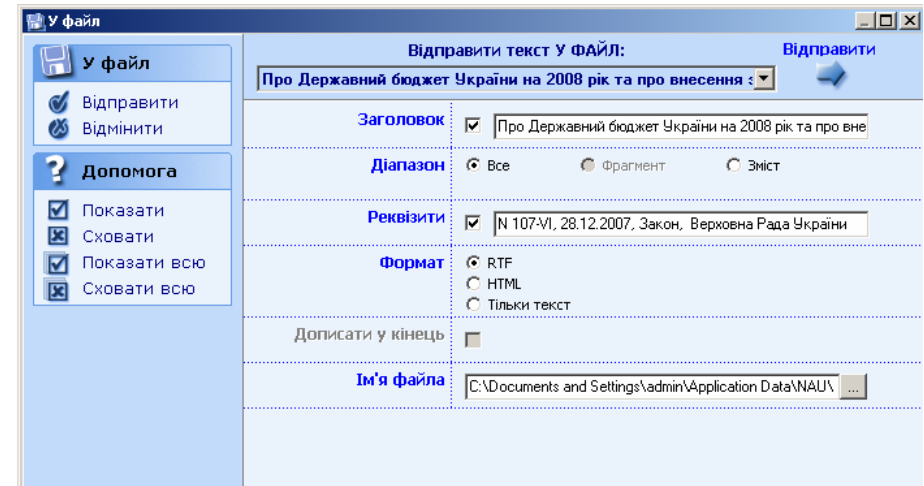 У файл
У файл
Відправити
Відмінити
Допомога
Показати
Сховати
Показати всю
Сховати всю
Відправити текст У ФАЙЛ:
Відправити
Про Державний бюджет України на 2008 рік та про внесення з
Заголовок
Про Державний бюджет України на 2008 рік та про вне
Діапазон
Все Фрагмент Зміст
Реквізити
N 107-VI, 28.12.2007, Закон, Верховна Рада України
Формат
RTF
HTML
Тільки текст
Дописати у кінець
Ім'я файла
C:\Documents and Settings\admin\Application Data\NAU\ ...